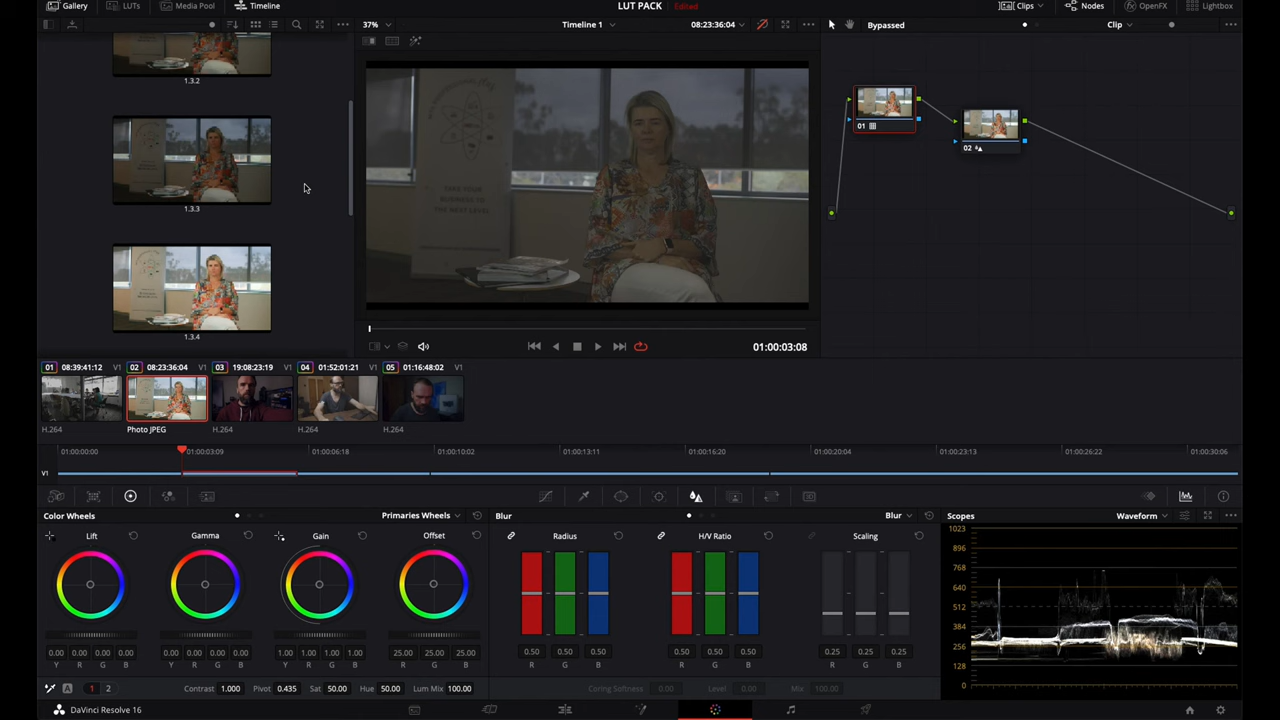 Gallery
LUTs
Media Pool
Timeline
LUT PACK
Edited
Clips
Nodes
OpenFX
Lightbox
37%
Timeline 1
08:23:36:04
Bypassed
Clip
1.3.2
1.3.3
1.3.4
TAKE YOUR
BUSINESS TO
THE NEXT LEVEL
01
02
01:00:03:08
01 08:39:41:12 V1
02 08:23:36:04 V1
03 19:08:23:19 V1
04 01:52:01:21 V1
05 01:16:48:02 V1
H.264
Photo JPEG
H.264
H.264
H.264
01:00:00:00
01:00:03:09
01:00:06:18
01:00:10:02
01:00:13:11
01:00:16:20
01:00:20:04
01:00:23:13
01:00:26:22
01:00:30:06
V1
Color Wheels
Primaries Wheels
Blur
Blur
Scopes
Waveform
Lift
Gamma
Gain
Offset
Radius
H/V Ratio
Scaling
1023
896
768
640
512
384
256
128
0
0.00 0.00 0.00 0.00
0.00 0.00 0.00 0.00
1.00 1.00 1.00 1.00
25.00 25.00 25.00
0.50 0.50 0.50
0.50 0.50 0.50
0.25 0.25 0.25
Y R G B
Y R G B
Y R G B
R G B
R G B
R G B
R G B
A 1 2
Contrast 1.000
Pivot 0.435
Sat 50.00
Hue 50.00
Lum Mix 100.00
Coring Softness 0.00
Level 0.00
Mix 100.00
DaVinci Resolve 16